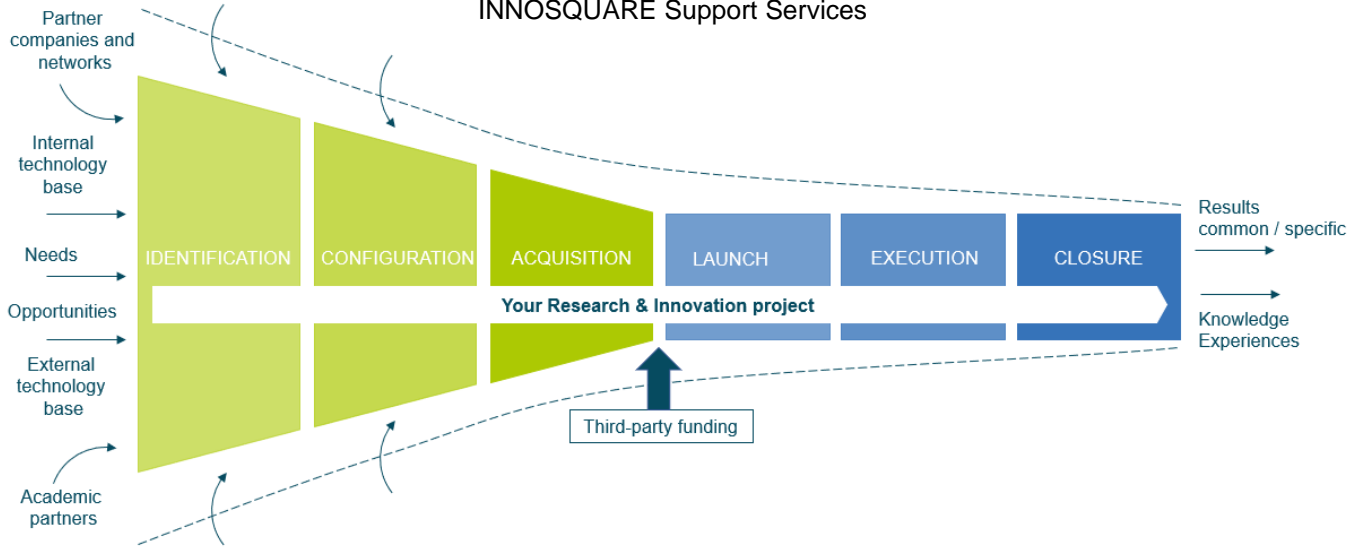 INNOSQUARE Support Services
Partner
companies and
networks
Internal
technology
base
Needs
Opportunities
External
technology
base
Academic
partners
IDENTIFICATION
CONFIGURATION
ACQUISITION
LAUNCH
EXECUTION
CLOSURE
Your Research & Innovation project
Third-party funding
Results
common / specific
Knowledge
Experiences